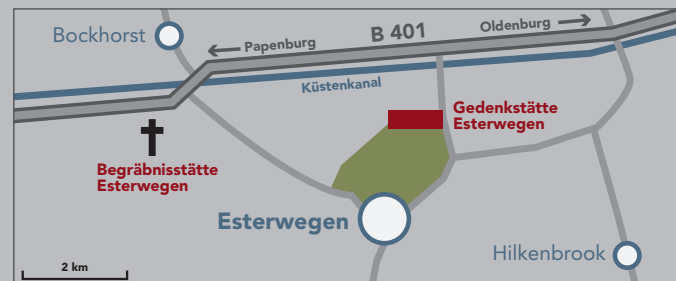 Bockhorst
Papenburg
B 401
Oldenburg
Küstenkanal
Gedenkstätte
Esterwegen
Begräbnisstätte
Esterwegen
Esterwegen
Hilkenbrook
2 km